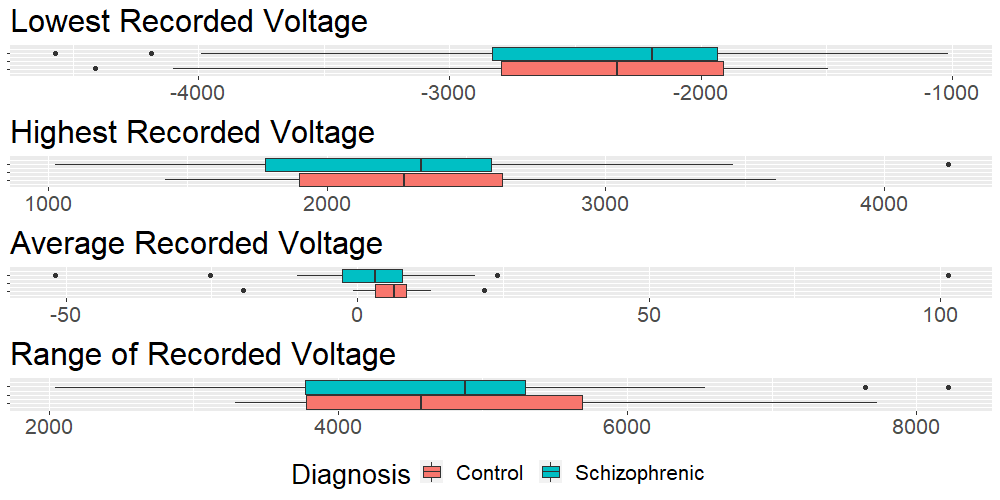 Lowest Recorded Voltage
-4000 -3000 -2000 -1000
Highest Recorded Voltage
1000 2000 3000 4000
Average Recorded Voltage
-50 0 50 100
Range of Recorded Voltage
2000 4000 6000 8000
Diagnosis Control Schizophrenic